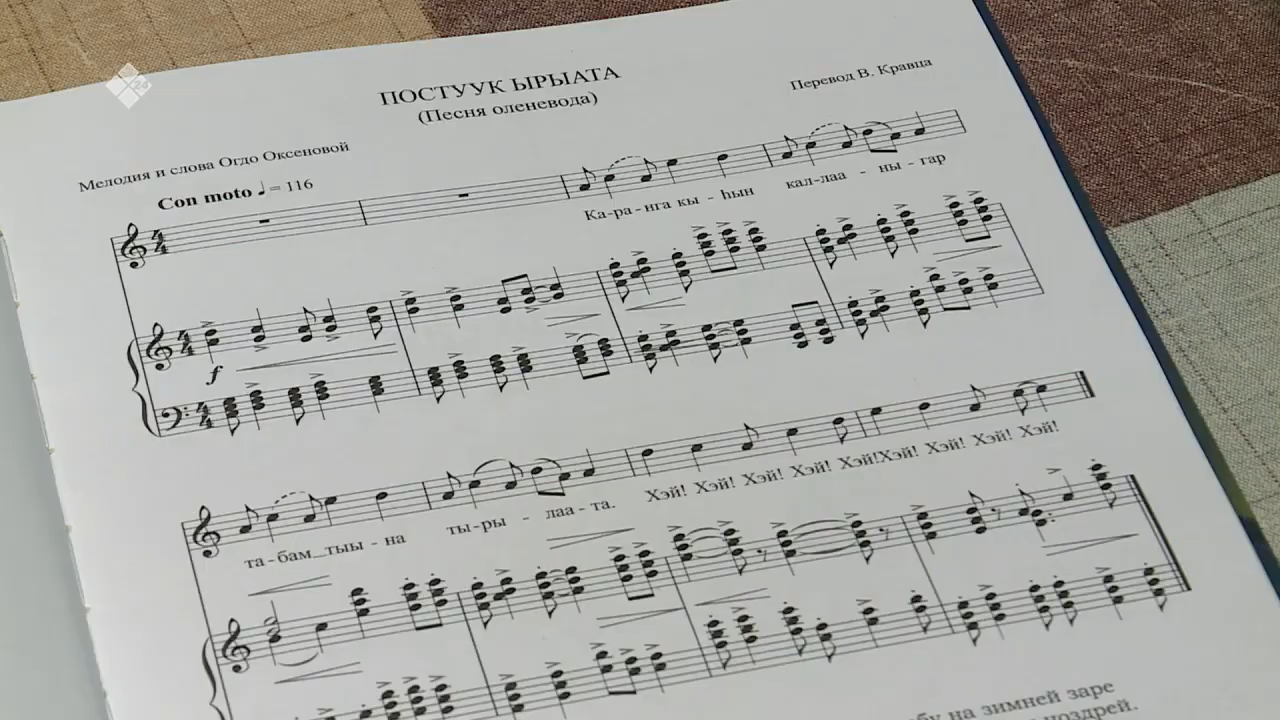 ПОСТУУК ЫРЫАТА
(Песня оленевода)
Перевод В. Кравца
Мелодия и слова Огдо Оксеновой
Con moto ♩ = 116
Ка-ра-нга кы - һын кал-лаа - ны - гар
f
та-бам_тыы - на ты-ры - лаа-та. Хэй! Хэй! Хэй! Хэй! Хэй!Хэй! Хэй! Хэй! Хэй!
на зимней заре